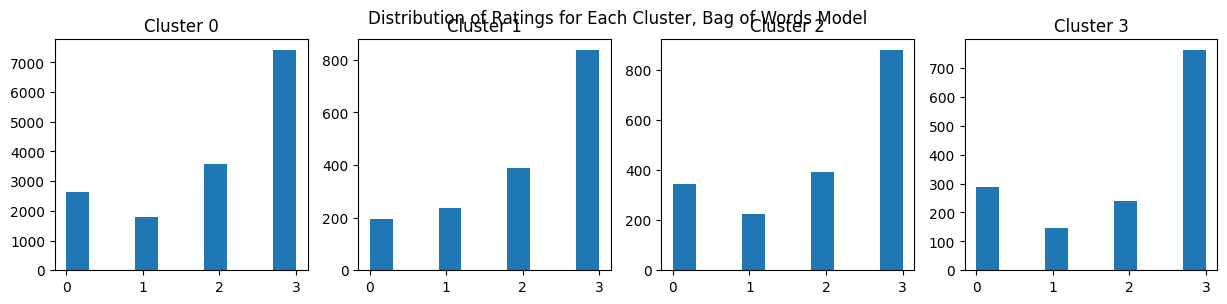 Distribution of Ratings for Each Cluster, Bag of Words Model
Cluster 0
7000
6000
5000
4000
3000
2000
1000
0
0 1 2 3
Cluster 1
800
600
400
200
0
0 1 2 3
Cluster 2
800
600
400
200
0
0 1 2 3
Cluster 3
700
600
500
400
300
200
100
0
0 1 2 3